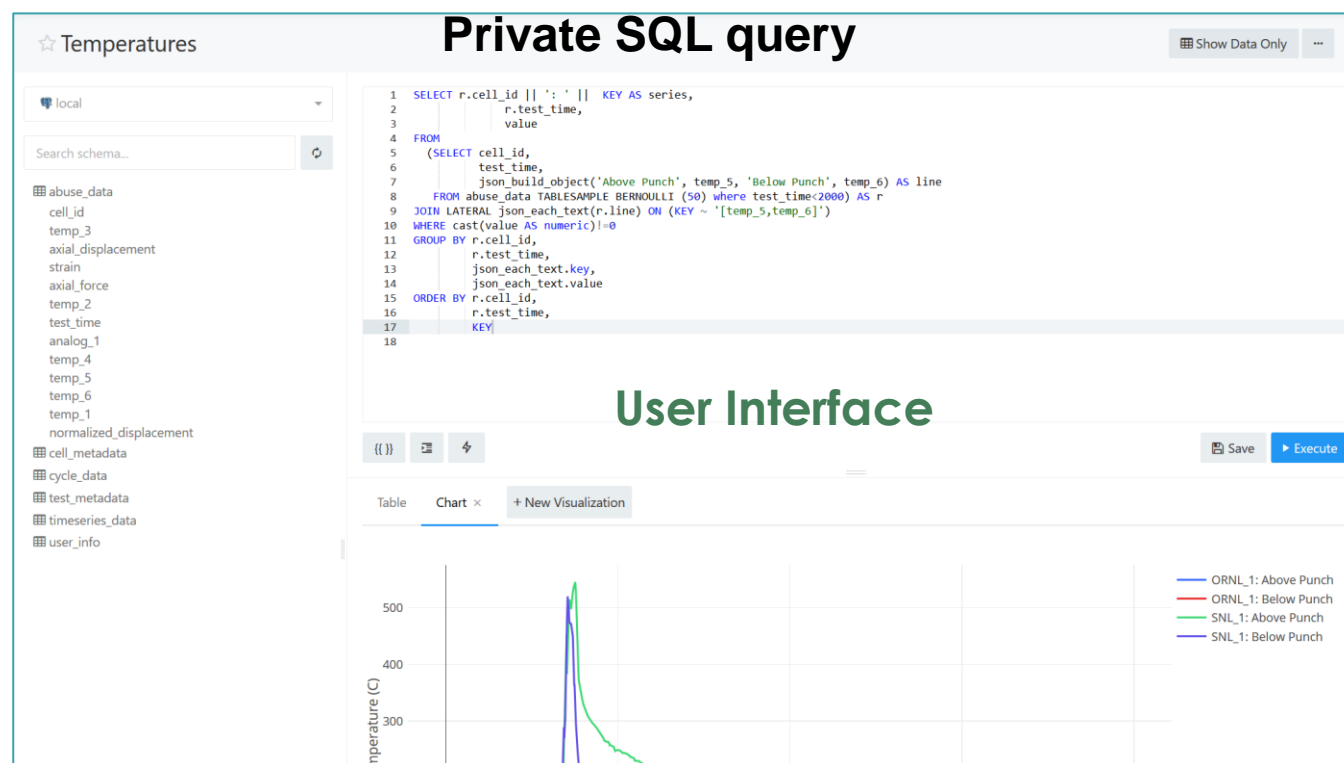 Private SQL query
Temperatures
Show Data Only
local
Search schema...
abuse_data
cell_id
temp_3
axial_displacement
strain
axial_force
temp_2
test_time
analog_1
temp_4
temp_5
temp_6
temp_1
normalized_displacement
cell_metadata
cycle_data
test_metadata
timeseries_data
user_info
1 SELECT r.cell_id || ': ' || KEY AS series,
2 r.test_time,
3 value
4 FROM
5 (SELECT cell_id,
6 test_time,
7 json_build_object('Above Punch', temp_5, 'Below Punch', temp_6) AS line
8 FROM abuse_data TABLESAMPLE BERNOULLI (50) where test_time<2000) AS r
9 JOIN LATERAL json_each_text(r.line) ON (KEY ~ '[temp_5,temp_6]')
10 WHERE cast(value AS numeric)!=0
11 GROUP BY r.cell_id,
12 r.test_time,
13 json_each_text.key,
14 json_each_text.value
15 ORDER BY r.cell_id,
16 r.test_time,
17 KEY
18
User Interface
{{ }}
Save
Execute
Table Chart × + New Visualization
500
400
300
mperature (C)
ORNL_1: Above Punch
ORNL_1: Below Punch
SNL_1: Above Punch
SNL_1: Below Punch